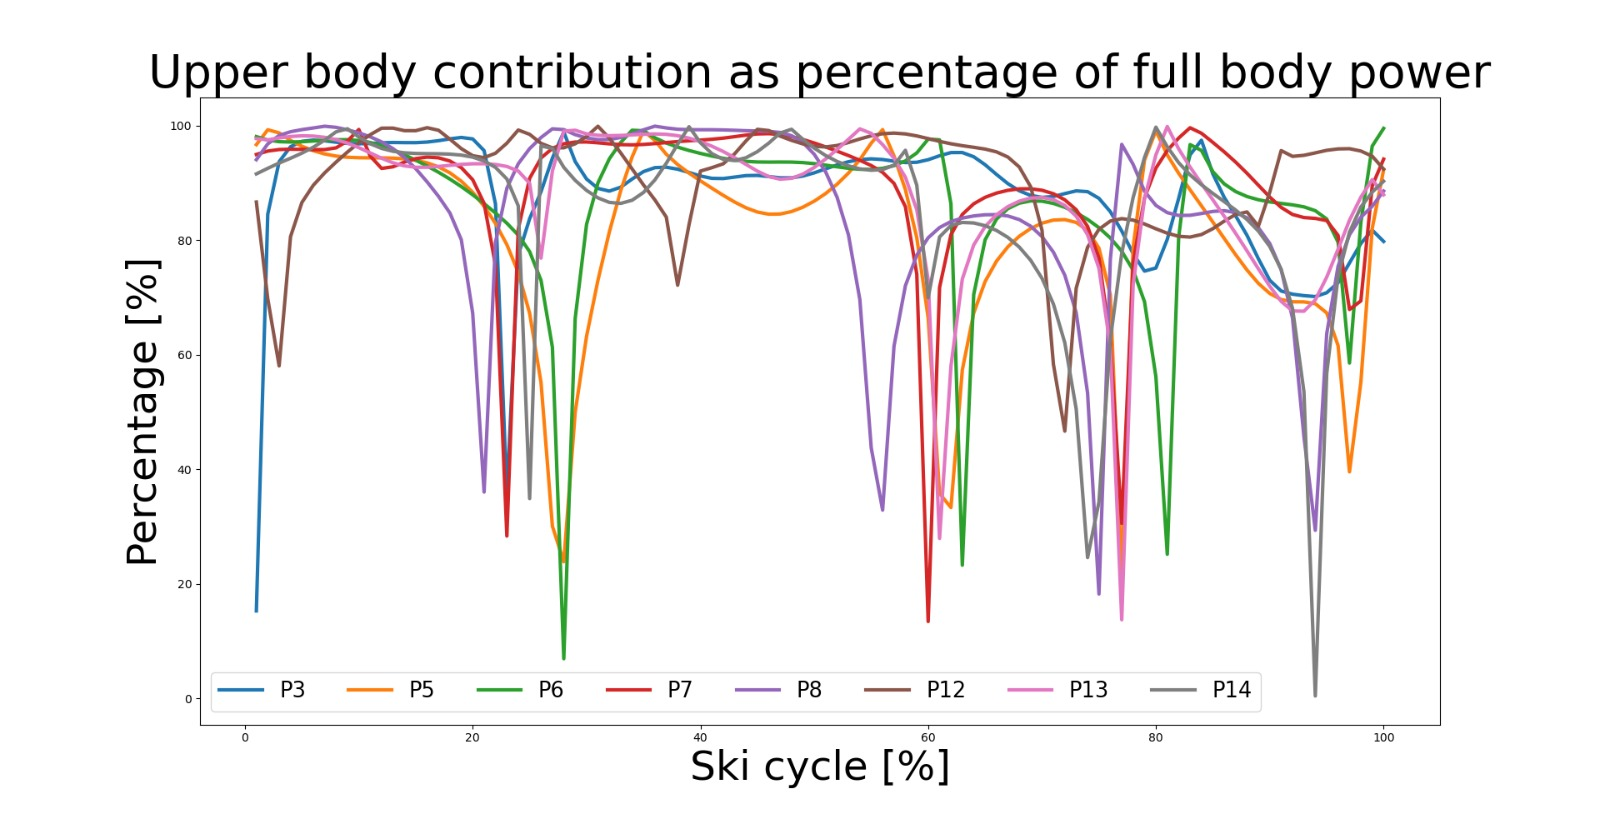 Upper body contribution as percentage of full body power
Percentage [%]
100
80
60
40
20
0
P3 P5 P6 P7 P8 P12 P13 P14
0 20 40 60 80 100
Ski cycle [%]